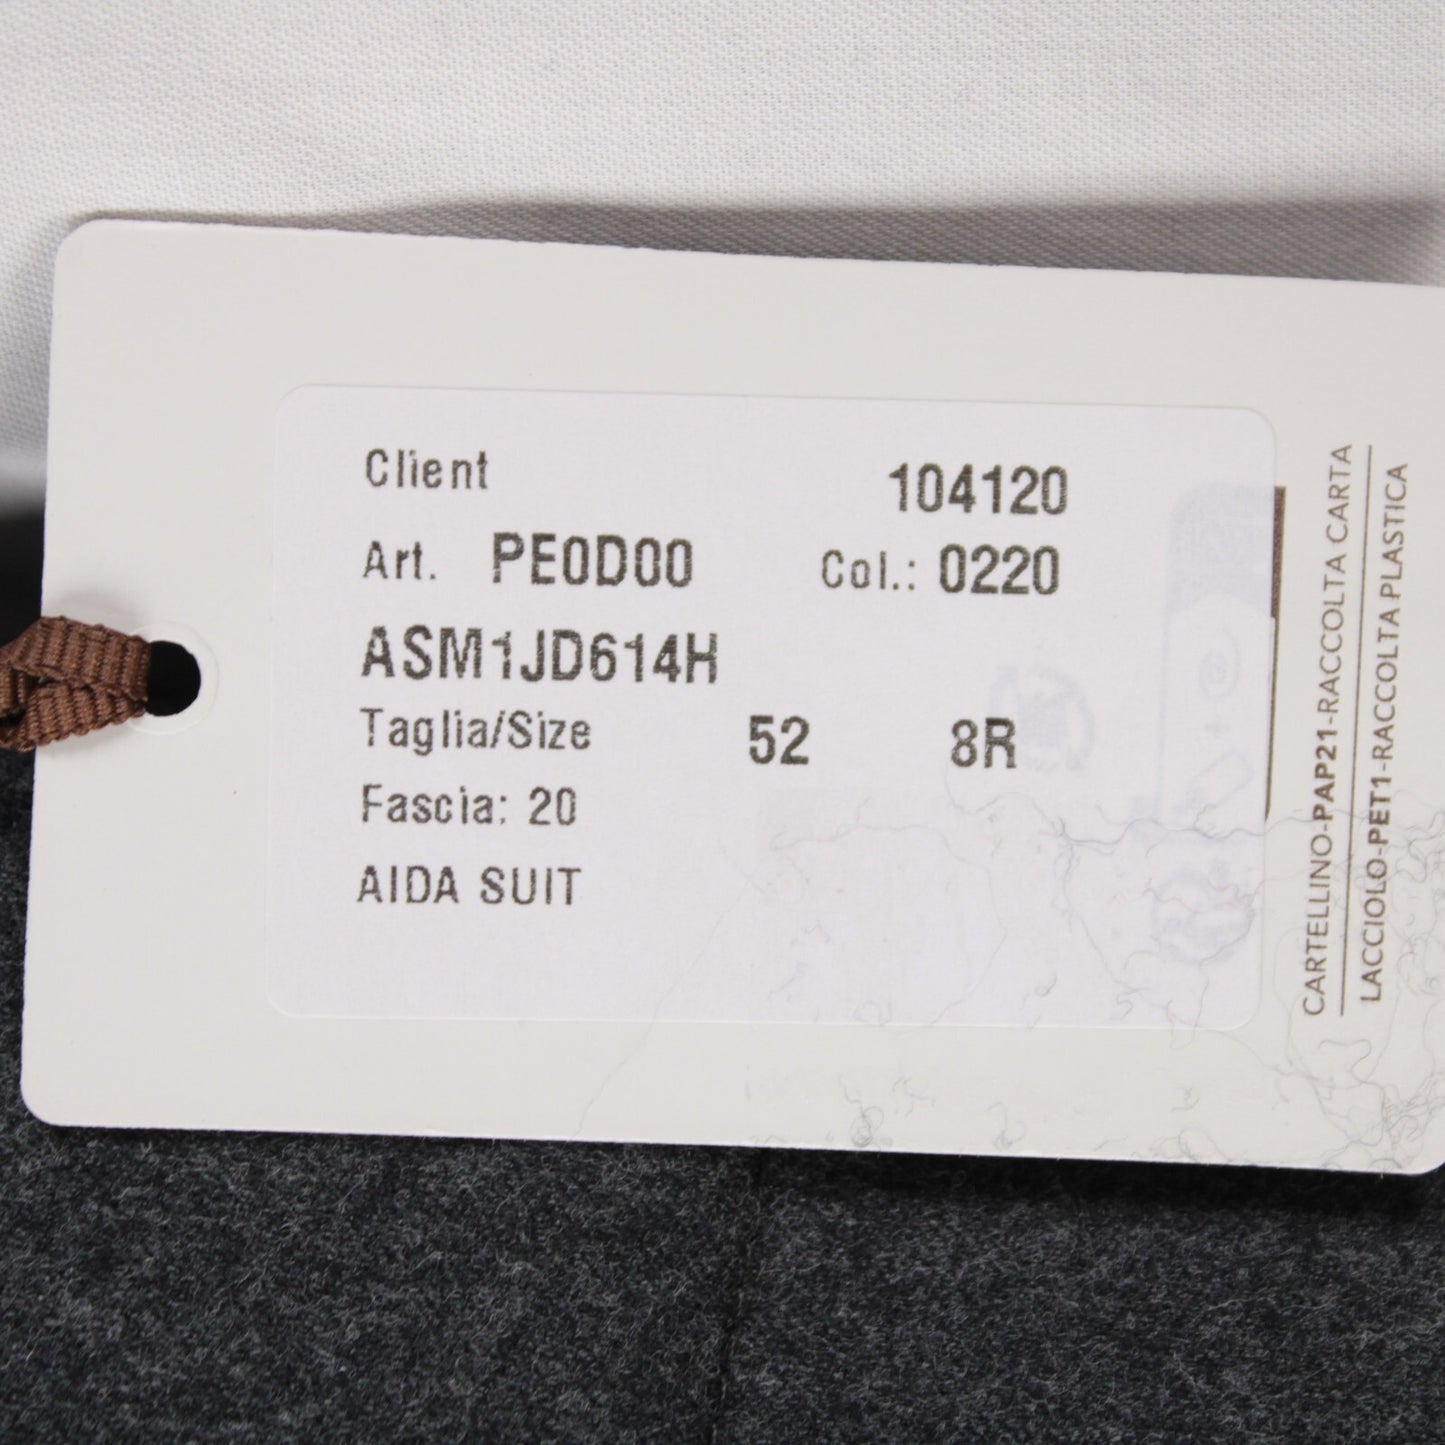 Client 104120
Art. PE0D00 Col.: 0220
ASM1JD614H
Taglia/Size 52 8R
Fascia: 20
AIDA SUIT
CARTELLINO-PAP21-RACCOLTA CARTA
LACCIOLO-PET1-RACCOLTA PLASTICA